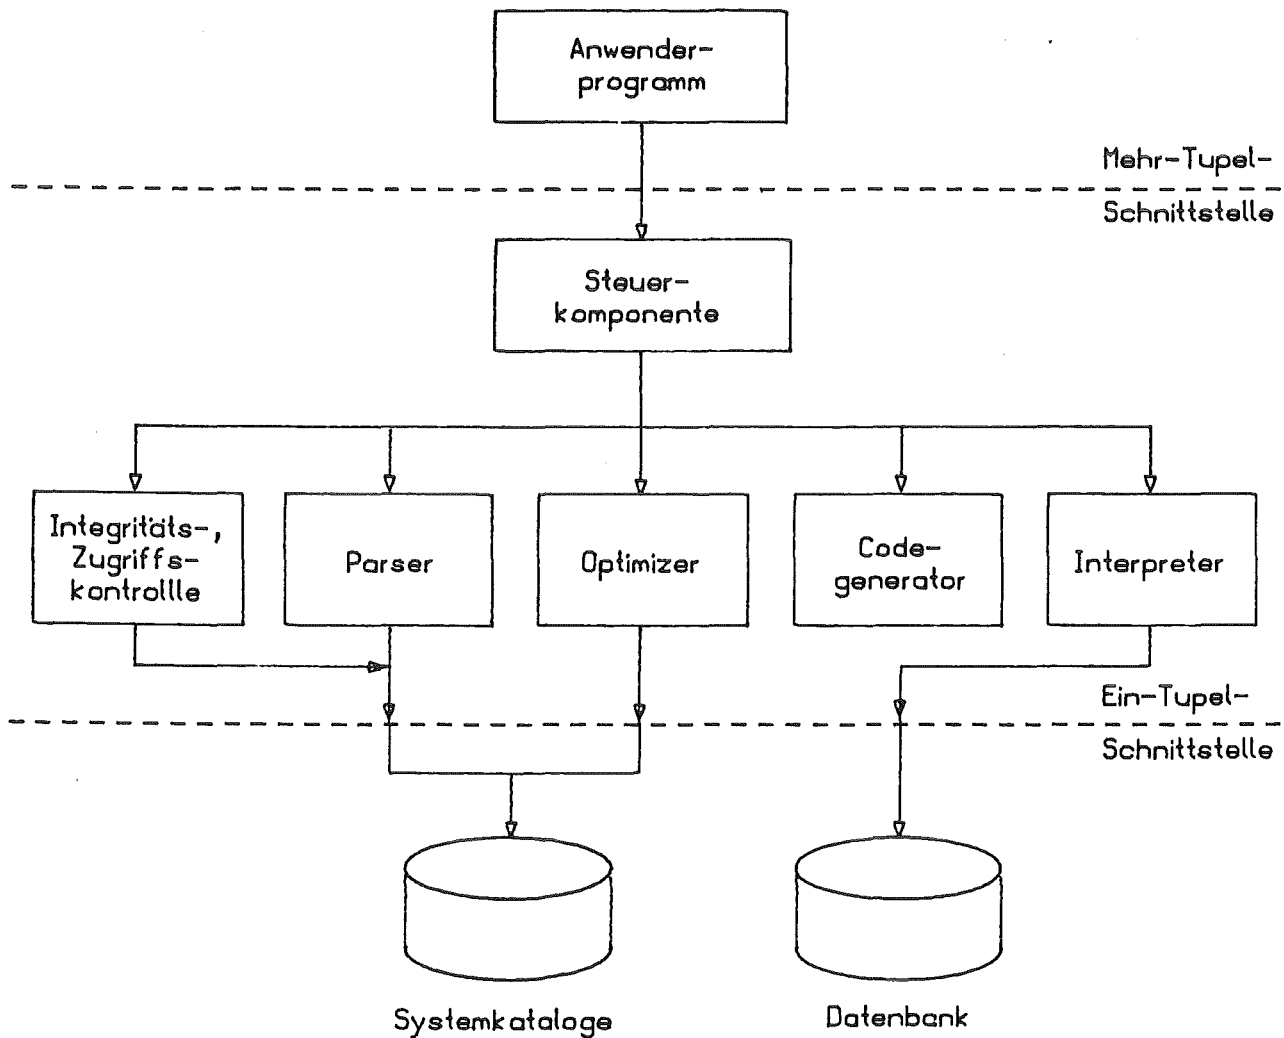 Anwender-
programm
Mehr-Tupel-
Schnittstelle
Steuer-
komponente
Integritäts-,
Zugriffs-
kontrollle
Parser
Optimizer
Code-
generator
Interpreter
Ein-Tupel-
Schnittstelle
Systemkataloge
Datenbank